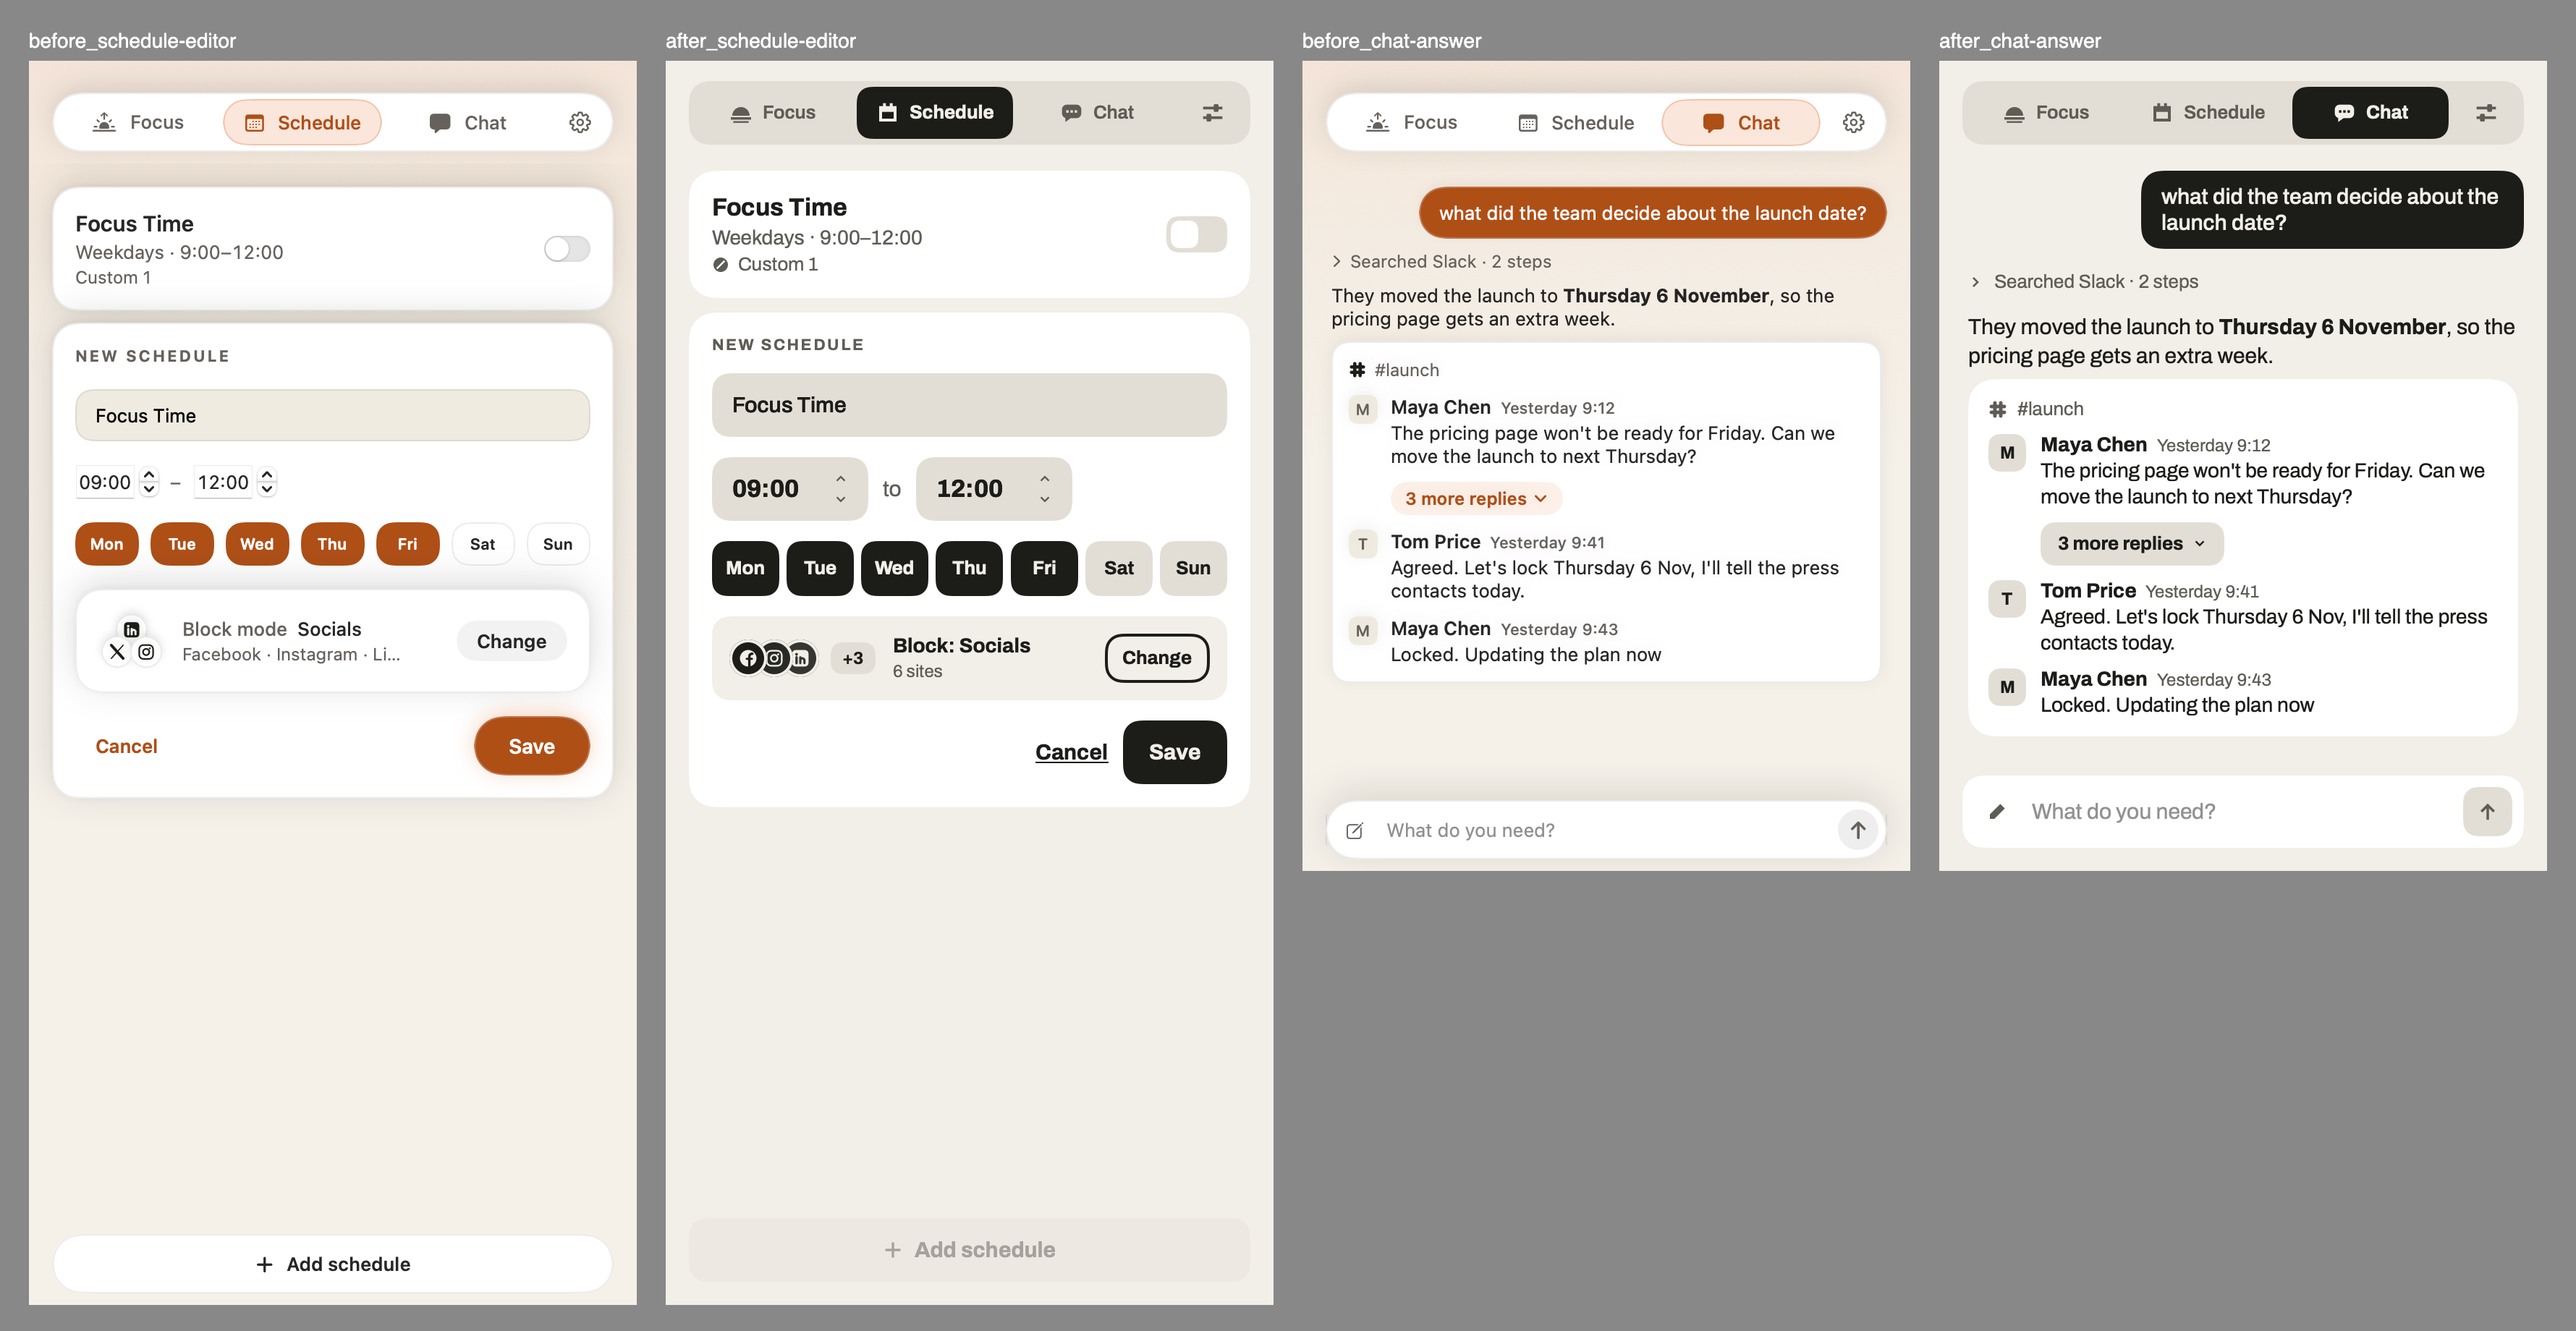 before_schedule-editor
Focus
Schedule
Chat
Focus Time
Weekdays · 9:00–12:00
Custom 1
NEW SCHEDULE
Focus Time
09:00 – 12:00
Mon Tue Wed Thu Fri Sat Sun
Block mode Socials
Facebook · Instagram · Li...
Change
Cancel
Save
+ Add schedule
after_schedule-editor
Focus
Schedule
Chat
Focus Time
Weekdays · 9:00–12:00
Custom 1
NEW SCHEDULE
Focus Time
09:00 to 12:00
Mon Tue Wed Thu Fri Sat Sun
+3
Block: Socials
6 sites
Change
Cancel
Save
+ Add schedule
before_chat-answer
Focus
Schedule
Chat
what did the team decide about the launch date?
Searched Slack · 2 steps
They moved the launch to Thursday 6 November, so the
pricing page gets an extra week.
# #launch
M
Maya Chen Yesterday 9:12
The pricing page won't be ready for Friday. Can we
move the launch to next Thursday?
3 more replies
T
Tom Price Yesterday 9:41
Agreed. Let's lock Thursday 6 Nov, I'll tell the press
contacts today.
M
Maya Chen Yesterday 9:43
Locked. Updating the plan now
What do you need?
after_chat-answer
Focus
Schedule
Chat
what did the team decide about the
launch date?
Searched Slack · 2 steps
They moved the launch to Thursday 6 November, so the
pricing page gets an extra week.
# #launch
M
Maya Chen Yesterday 9:12
The pricing page won't be ready for Friday. Can we
move the launch to next Thursday?
3 more replies
T
Tom Price Yesterday 9:41
Agreed. Let's lock Thursday 6 Nov, I'll tell the press
contacts today.
M
Maya Chen Yesterday 9:43
Locked. Updating the plan now
What do you need?